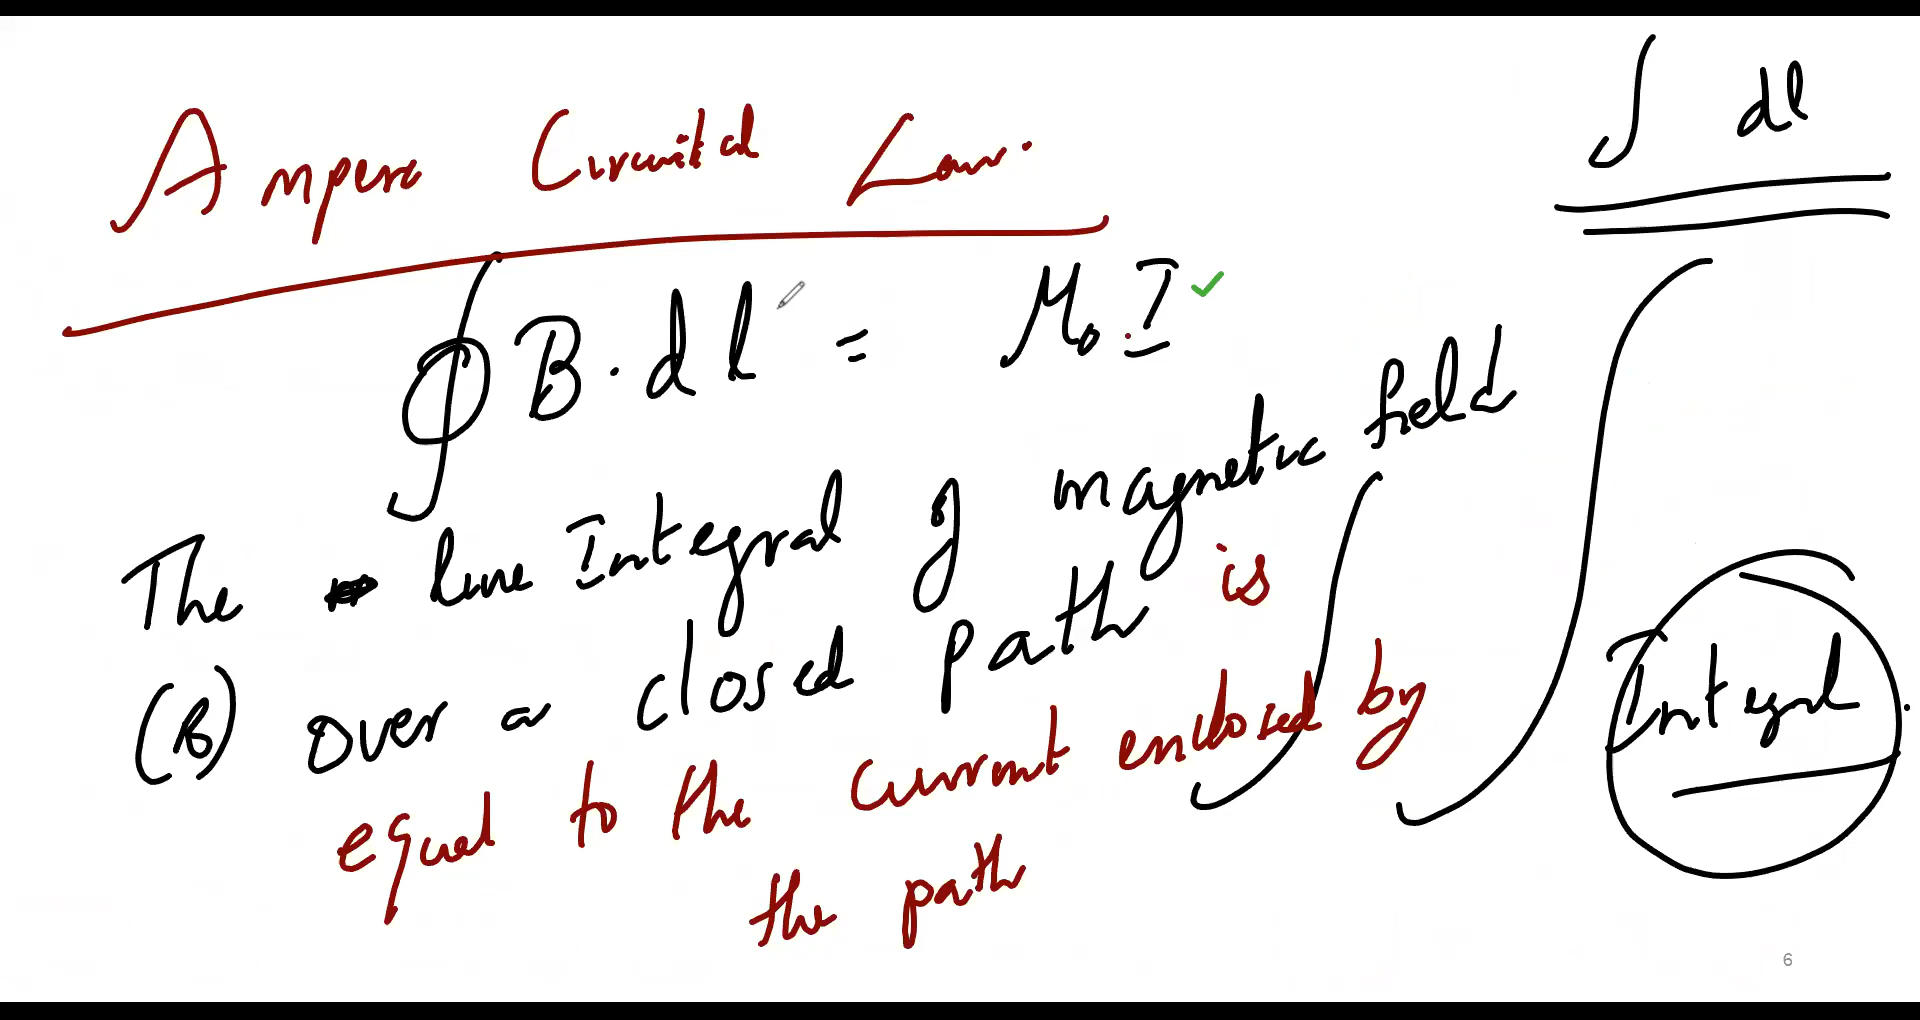 Ampere Circuital Law.
∫ dl
∮ B · dl = μ₀ I ✓
The line Integral of magnetic field
(B) over a closed path is
equal to the current enclosed by
the path
∫ ∫
Integral
6